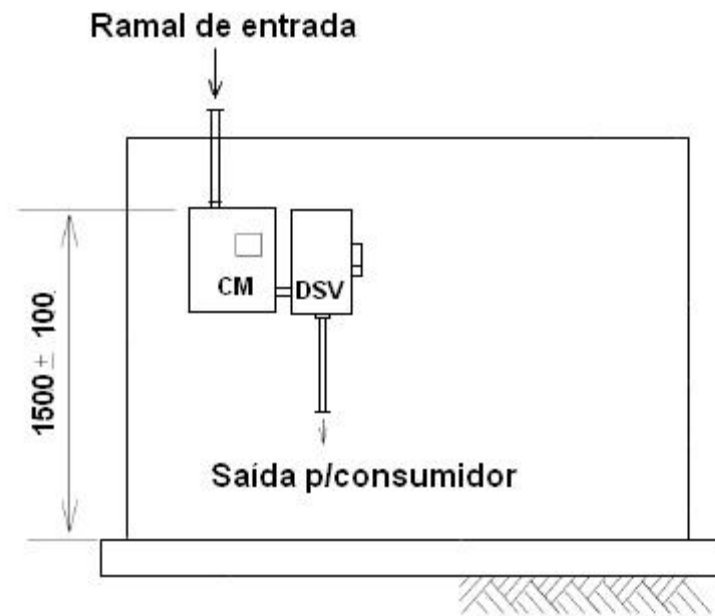 Ramal de entrada
CM
DSV
1500 ± 100
Saída p/consumidor